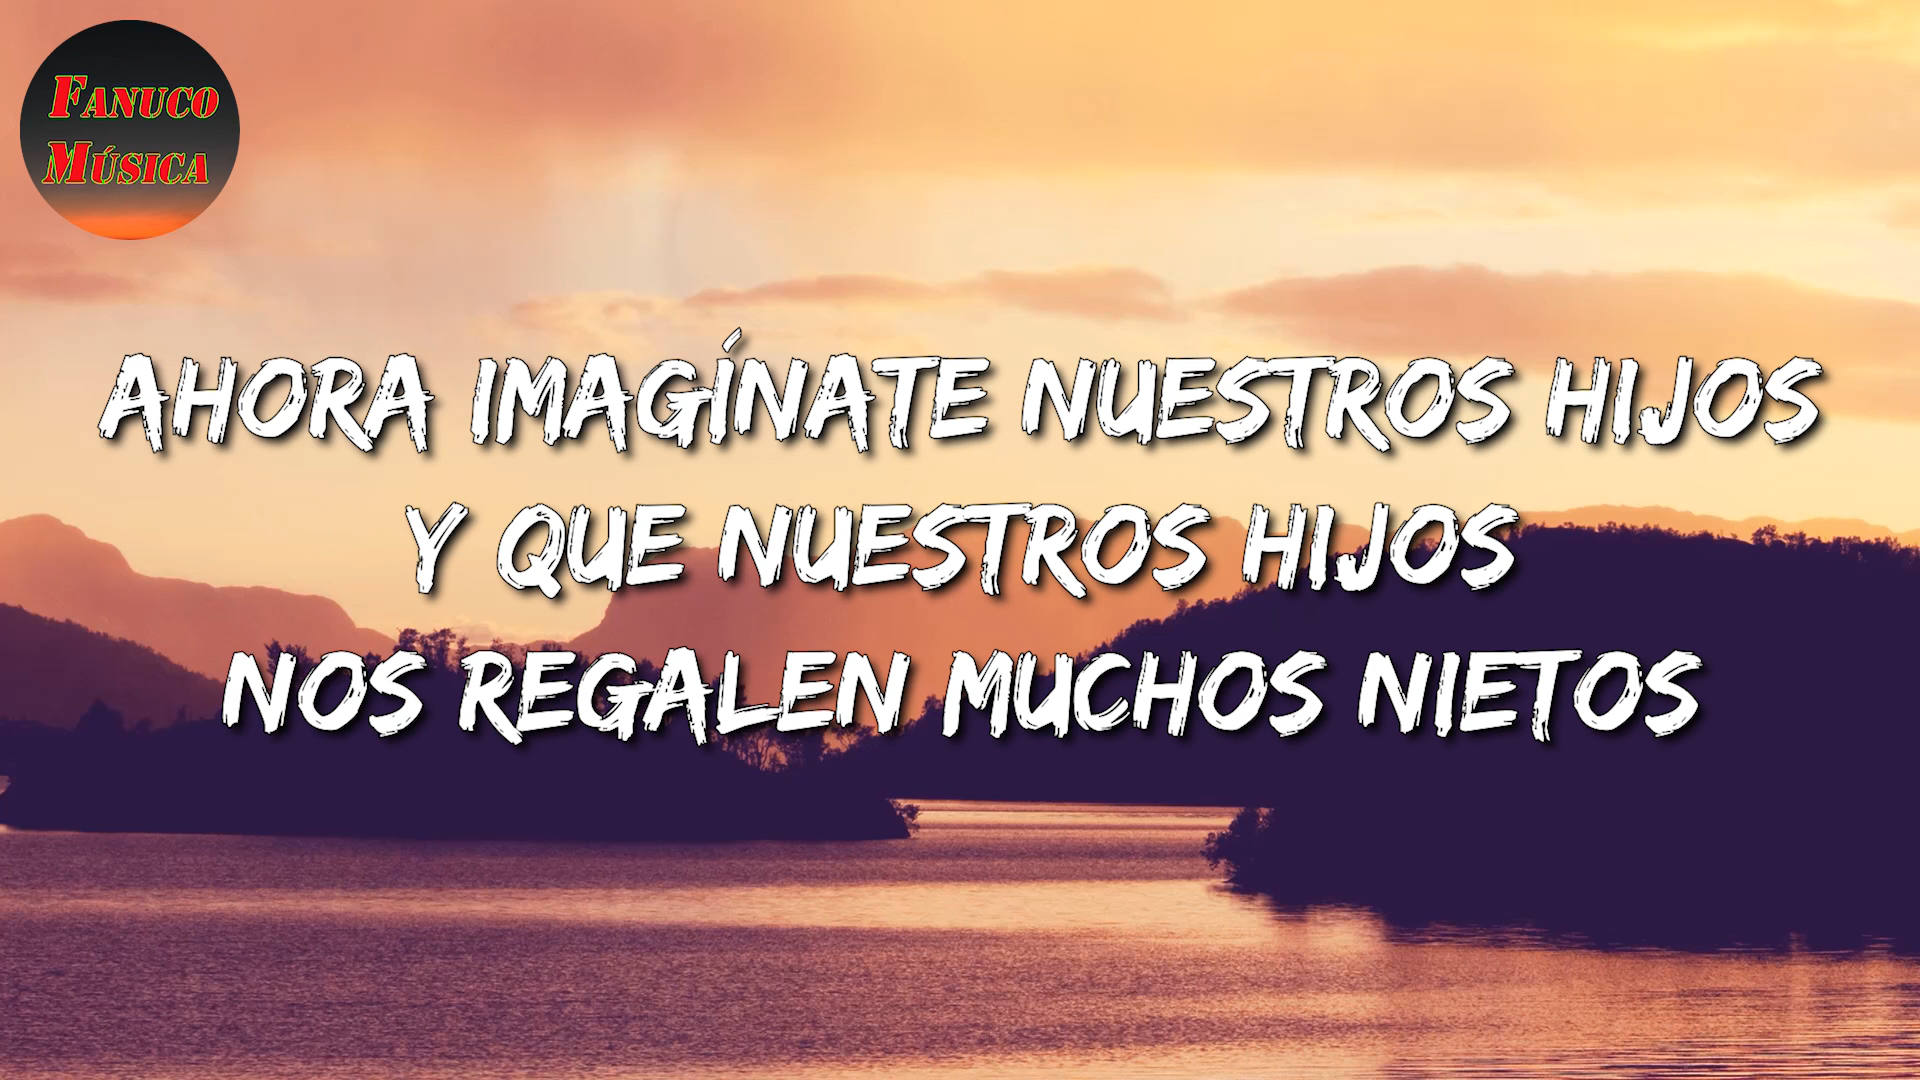 FANUCO
MÚSICA
AHORA IMAGÍNATE NUESTROS HIJOS
Y QUE NUESTROS HIJOS
NOS REGALEN MUCHOS NIETOS